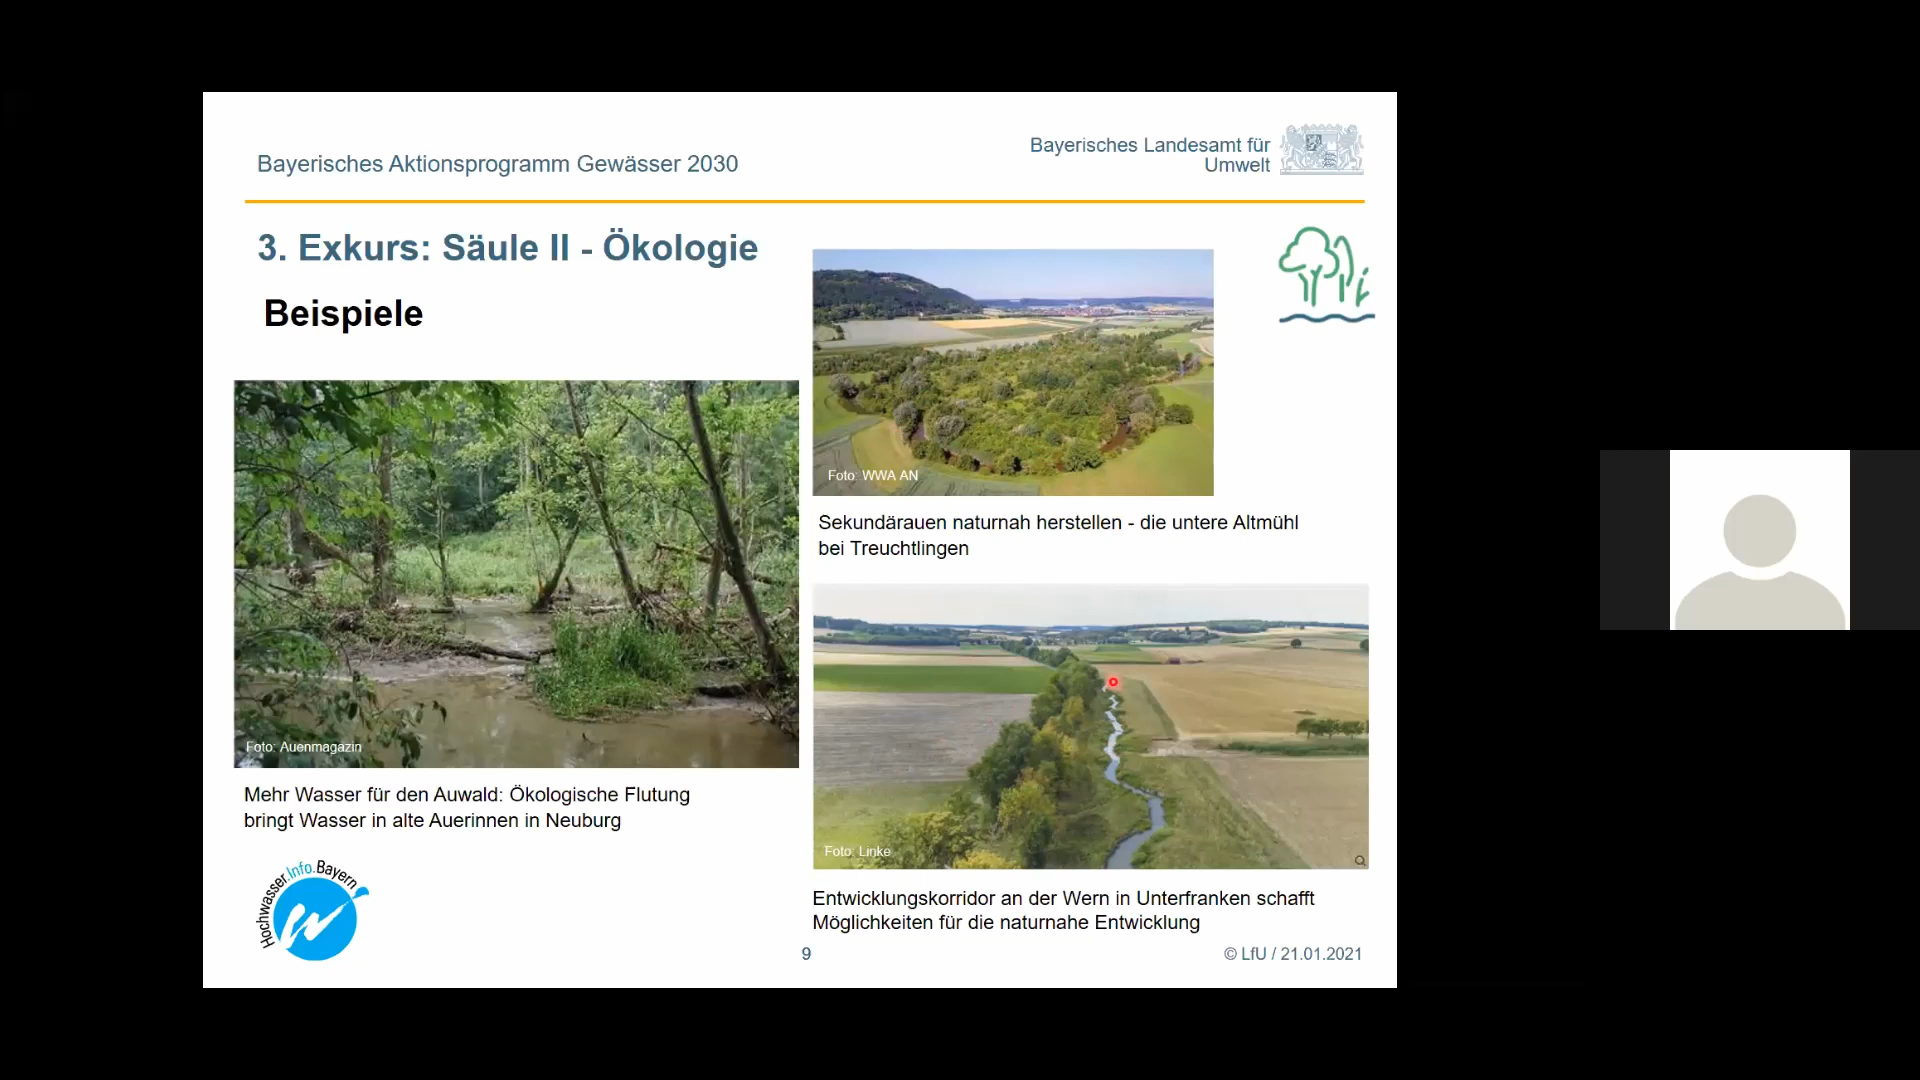 Bayerisches Aktionsprogramm Gewässer 2030
Bayerisches Landesamt für
Umwelt
3. Exkurs: Säule II - Ökologie
Beispiele
Foto: WWA AN
Sekundärauen naturnah herstellen - die untere Altmühl
bei Treuchtlingen
Foto: Auenmagazin
Mehr Wasser für den Auwald: Ökologische Flutung
bringt Wasser in alte Auerinnen in Neuburg
Foto: Linke
Entwicklungskorridor an der Wern in Unterfranken schafft
Möglichkeiten für die naturnahe Entwicklung
Hochwasser.Info.Bayern
9
© LfU / 21.01.2021